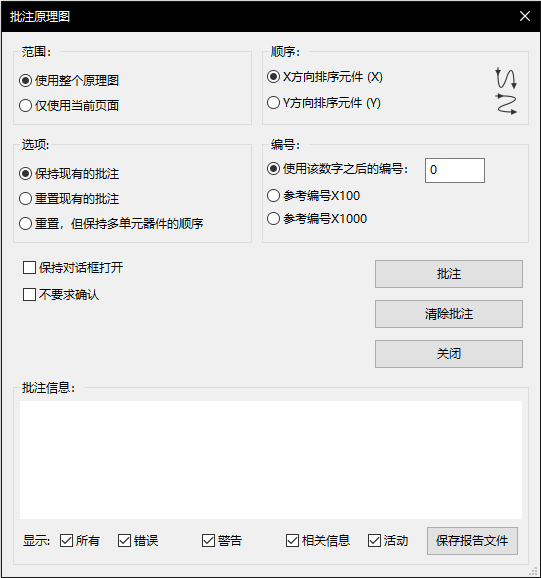 批注原理图
范围:
使用整个原理图
仅使用当前页面
顺序:
X方向排序元件 (X)
Y方向排序元件 (Y)
选项:
保持现有的批注
重置现有的批注
重置，但保持多单元器件的顺序
编号:
使用该数字之后的编号: 0
参考编号X100
参考编号X1000
保持对话框打开
不要求确认
批注
清除批注
关闭
批注信息:
显示: 所有 错误 警告 相关信息 活动 保存报告文件